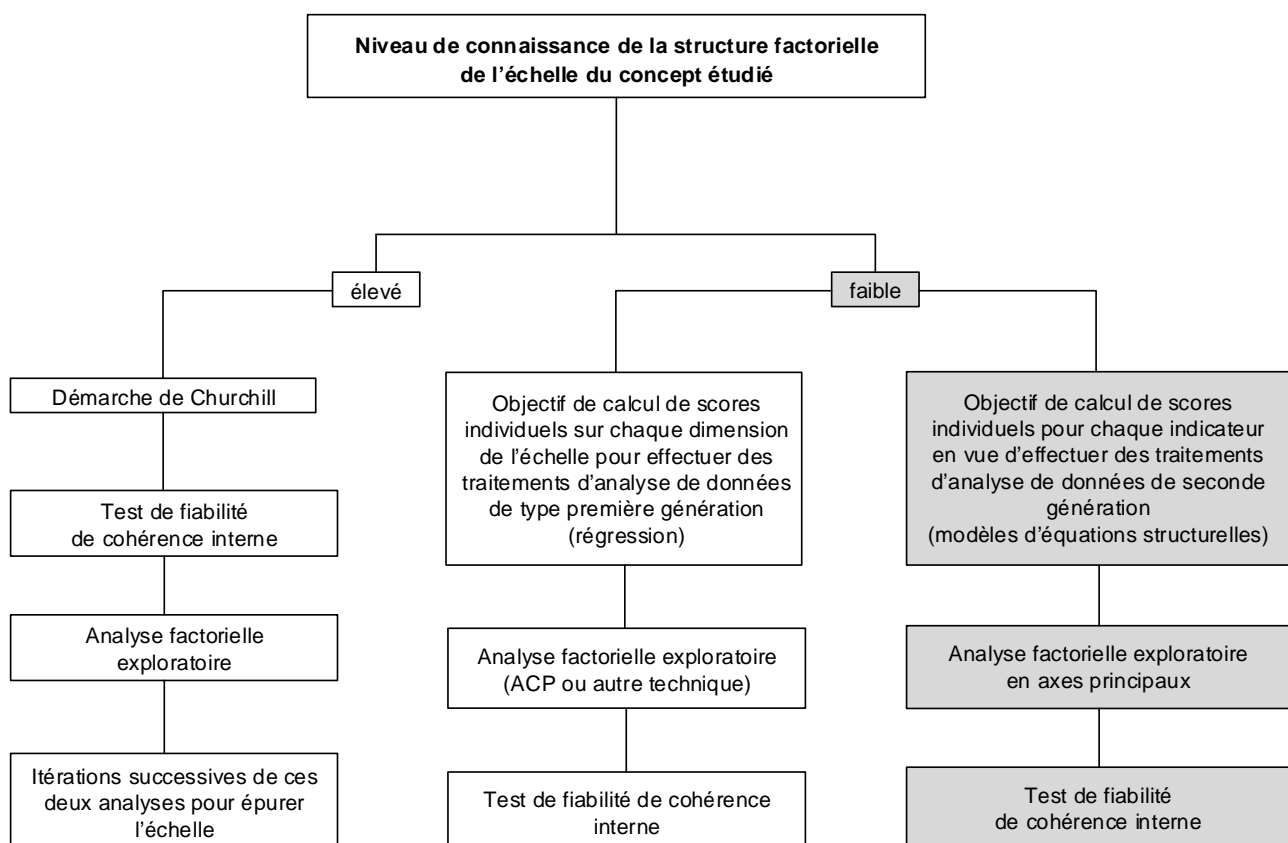 Niveau de connaissance de la structure factorielle
de l'échelle du concept étudié
élevé
faible
Démarche de Churchill
Test de fiabilité
de cohérence interne
Analyse factorielle
exploratoire
Itérations successives de ces
deux analyses pour épurer
l'échelle
Objectif de calcul de scores
individuels sur chaque dimension
de l'échelle pour effectuer des
traitements d'analyse de données
de type première génération
(régression)
Analyse factorielle exploratoire
(ACP ou autre technique)
Test de fiabilité de cohérence
interne
Objectif de calcul de scores
individuels pour chaque indicateur
en vue d'effectuer des traitements
d'analyse de données de seconde
génération
(modèles d'équations structurelles)
Analyse factorielle exploratoire
en axes principaux
Test de fiabilité
de cohérence interne